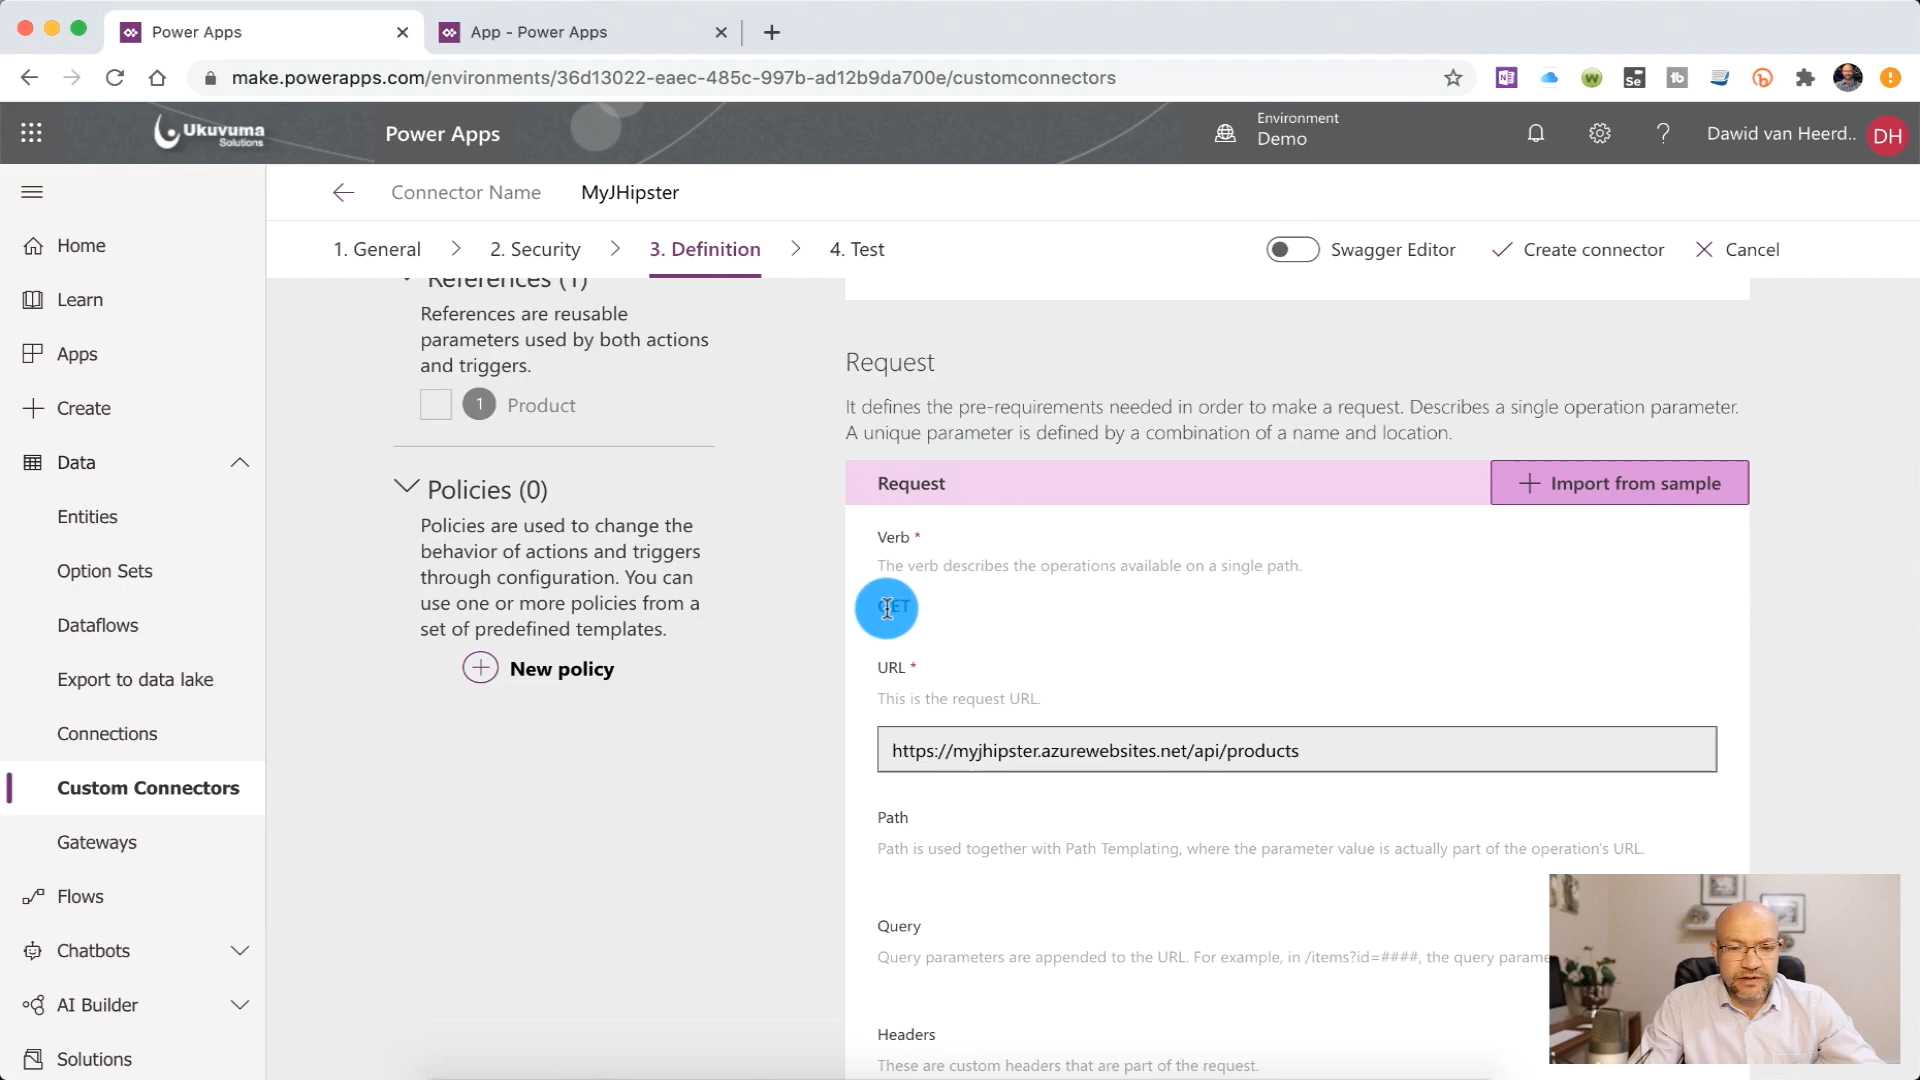 Power Apps
App - Power Apps
make.powerapps.com/environments/36d13022-eaec-485c-997b-ad12b9da700e/customconnectors
Ukuvuma
Solutions
Power Apps
Environment
Demo
Dawid van Heerd..
DH
Connector Name
MyJHipster
1. General
2. Security
3. Definition
4. Test
Swagger Editor
Create connector
Cancel
Home
Learn
Apps
Create
Data
Entities
Option Sets
Dataflows
Export to data lake
Connections
Custom Connectors
Gateways
Flows
Chatbots
AI Builder
Solutions
References (1)
References are reusable
parameters used by both actions
and triggers.
1
Product
Policies (0)
Policies are used to change the
behavior of actions and triggers
through configuration. You can
use one or more policies from a
set of predefined templates.
New policy
Request
It defines the pre-requirements needed in order to make a request. Describes a single operation parameter.
A unique parameter is defined by a combination of a name and location.
Request
Import from sample
Verb *
The verb describes the operations available on a single path.
GET
URL *
This is the request URL.
https://myjhipster.azurewebsites.net/api/products
Path
Path is used together with Path Templating, where the parameter value is actually part of the operation's URL.
Query
Query parameters are appended to the URL. For example, in /items?id=####, the query parame
Headers
These are custom headers that are part of the request.